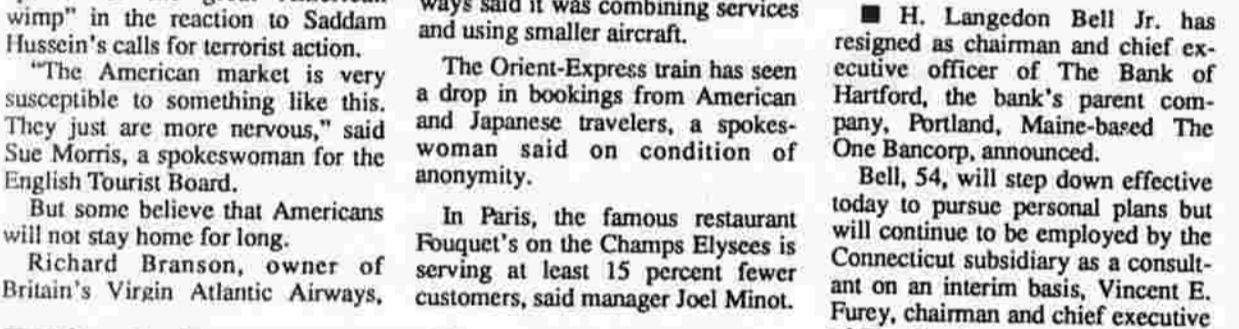 wimp" in the reaction to Saddam
Hussein's calls for terrorist action.
"The American market is very
susceptible to something like this.
They just are more nervous," said
Sue Morris, a spokeswoman for the
English Tourist Board.
But some believe that Americans
will not stay home for long.
Richard Branson, owner of
Britain's Virgin Atlantic Airways,
ways said it was combining services
and using smaller aircraft.
The Orient-Express train has seen
a drop in bookings from American
and Japanese travelers, a spokes-
woman said on condition of
anonymity.
In Paris, the famous restaurant
Fouquet's on the Champs Elysees is
serving at least 15 percent fewer
customers, said manager Joel Minot.
■ H. Langedon Bell Jr. has
resigned as chairman and chief ex-
ecutive officer of The Bank of
Hartford, the bank's parent com-
pany, Portland, Maine-based The
One Bancorp, announced.
Bell, 54, will step down effective
today to pursue personal plans but
will continue to be employed by the
Connecticut subsidiary as a consult-
ant on an interim basis, Vincent E.
Furey, chairman and chief executive